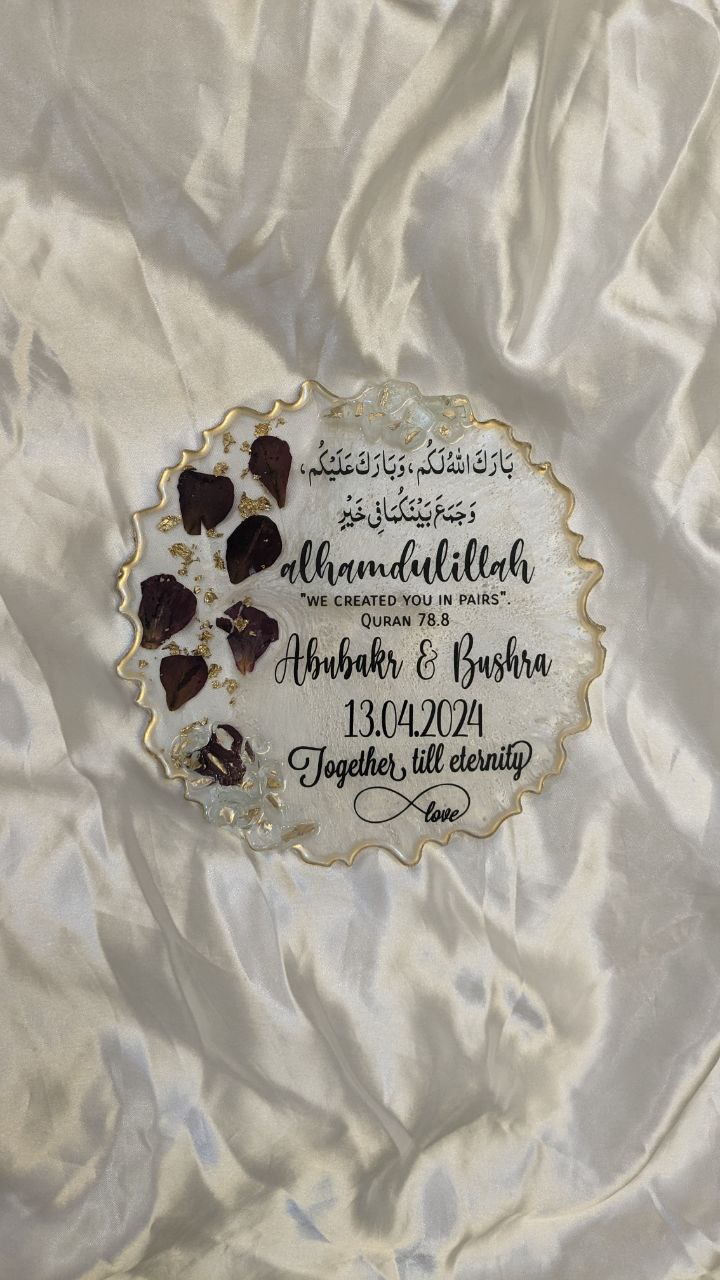 بَارَكَ اللهُ لَكُم، وَبَارَكَ عَلَيْكُم،
وَجَمَعَ بَيْنَكُمَا فِي خَيْرٍ
alhamdulillah
"WE CREATED YOU IN PAIRS".
QURAN 78.8
Abubakr & Bushra
13.04.2024
Together till eternity
love